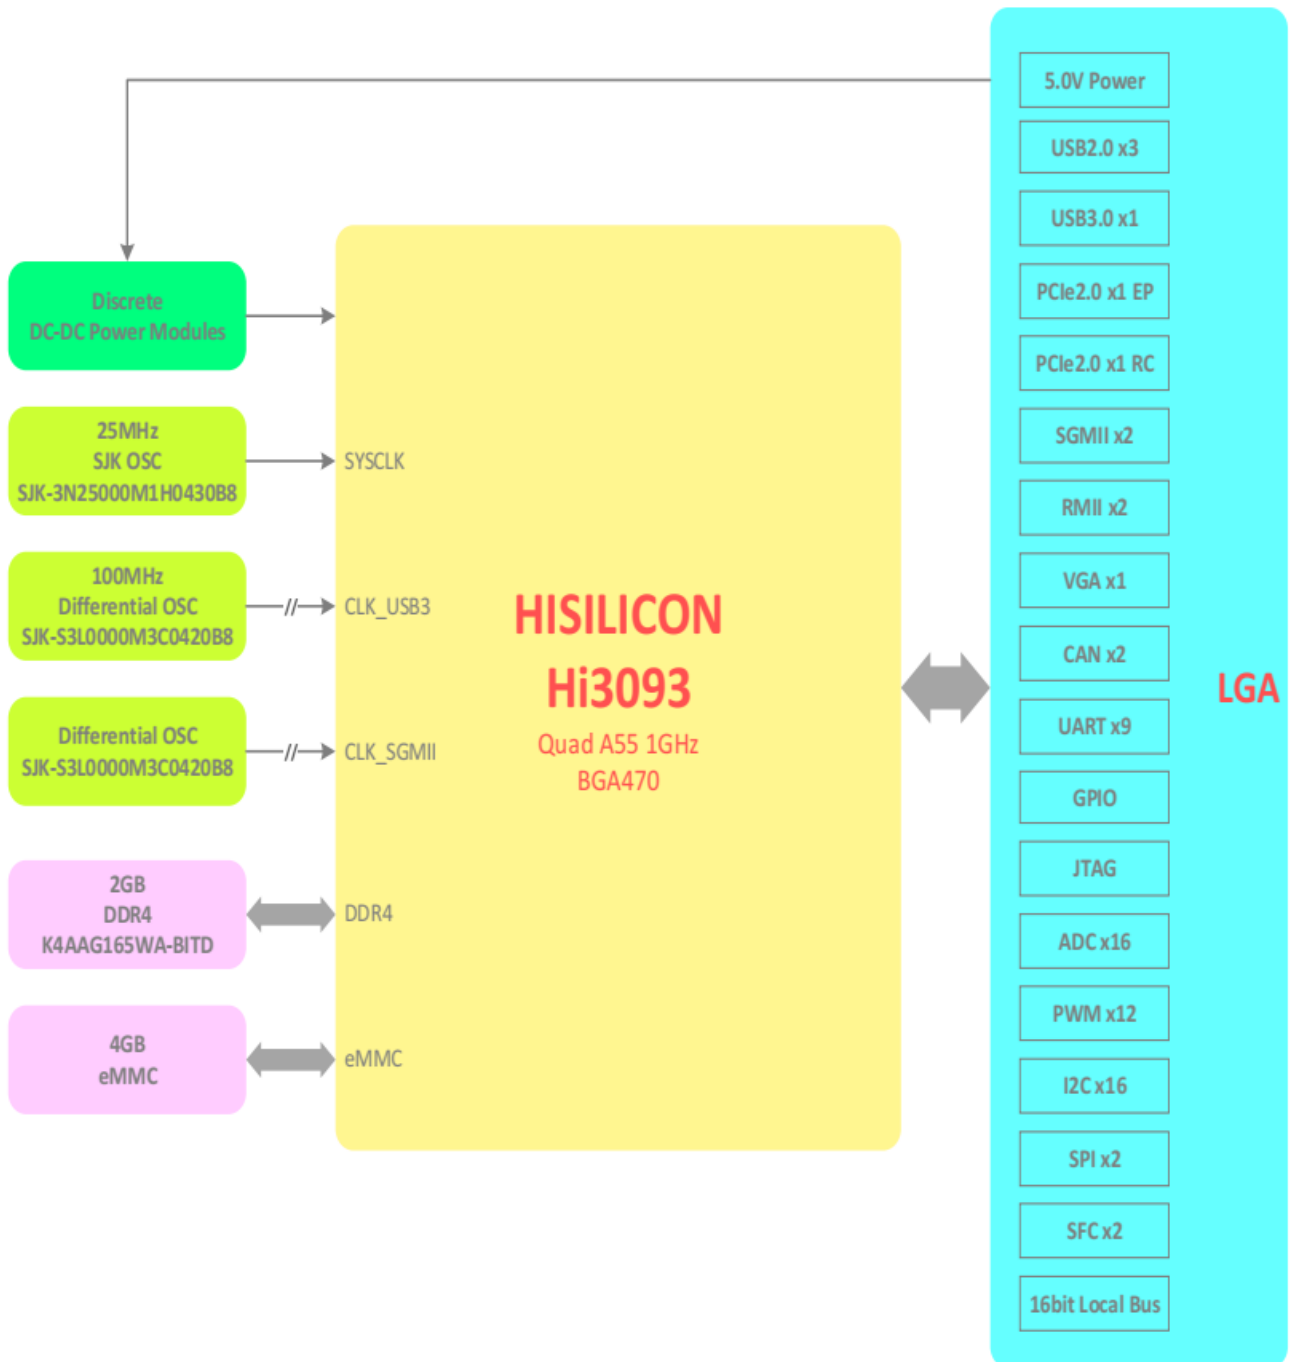 5.0V Power
USB2.0 x3
USB3.0 x1
PCIe2.0 x1 EP
PCIe2.0 x1 RC
SGMII x2
RMII x2
VGA x1
CAN x2
UART x9
GPIO
JTAG
ADC x16
PWM x12
I2C x16
SPI x2
SFC x2
16bit Local Bus
LGA
Discrete
DC-DC Power Modules
25MHz
SJK OSC
SJK-3N25000M1H0430B8
SYSCLK
100MHz
Differential OSC
SJK-S3L0000M3C0420B8
CLK_USB3
Differential OSC
SJK-S3L0000M3C0420B8
CLK_SGMII
2GB
DDR4
K4AAG165WA-BITD
DDR4
4GB
eMMC
eMMC
HISILICON
Hi3093
Quad A55 1GHz
BGA470